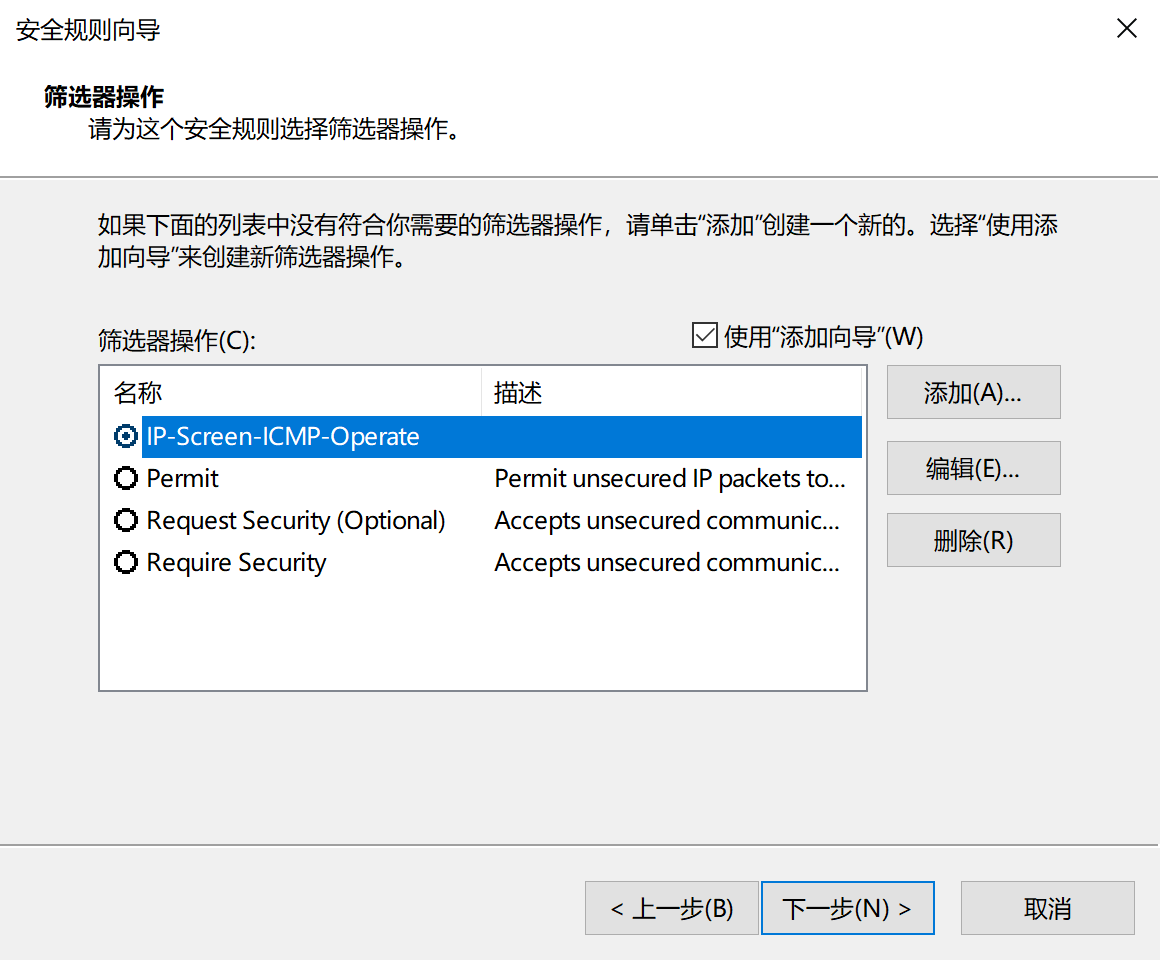 安全规则向导
筛选器操作
请为这个安全规则选择筛选器操作。
如果下面的列表中没有符合你需要的筛选器操作，请单击“添加”创建一个新的。选择“使用添
加向导”来创建新筛选器操作。
筛选器操作(C):
使用“添加向导”(W)
名称 描述
IP-Screen-ICMP-Operate
Permit Permit unsecured IP packets to...
Request Security (Optional) Accepts unsecured communic...
Require Security Accepts unsecured communic...
添加(A)...
编辑(E)...
删除(R)
< 上一步(B) 下一步(N) > 取消